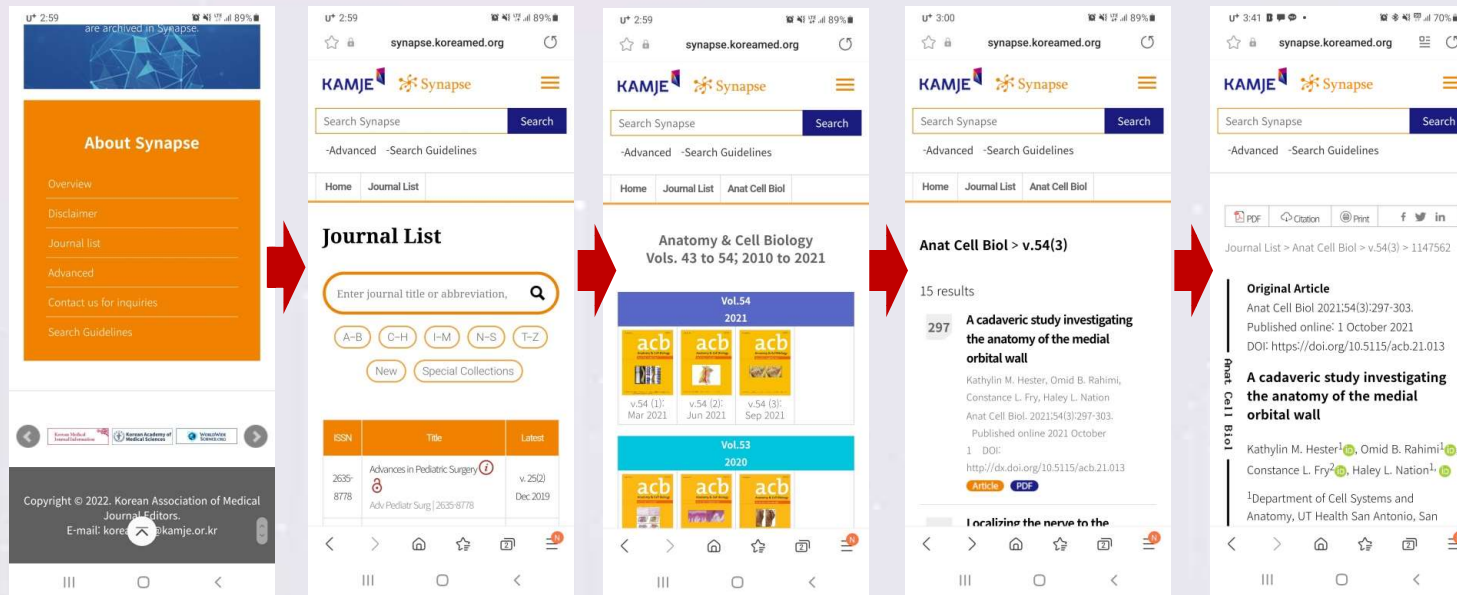 U+ 2:59
89%
are archived in Synapse.
About Synapse
Overview
Disclaimer
Journal list
Advanced
Contact us for inquiries
Search Guidelines
Korean Academy of
Medical Sciences
Copyright © 2022. Korean Association of Medical
Journal Editors.
E-mail: @kamje.or.kr
U+ 2:59
89%
synapse.koreamed.org
KAMJE Synapse
Search Synapse
Search
-Advanced -Search Guidelines
Home Journal List
Journal List
Enter journal title or abbreviation,
A-B C-H I-M N-S T-Z
New Special Collections
ISSN Title Latest
2635-8778
Advances in Pediatric Surgery
Adv Pediatr Surg | 2635-8778
v. 25(2)
Dec 2019
2
N
U+ 2:59
89%
synapse.koreamed.org
KAMJE Synapse
Search Synapse
Search
-Advanced -Search Guidelines
Home Journal List Anat Cell Biol
Anatomy & Cell Biology
Vols. 43 to 54; 2010 to 2021
Vol.54
2021
acb acb acb
v.54 (1): v.54 (2): v.54 (3):
Mar 2021 Jun 2021 Sep 2021
Vol.53
2020
acb acb acb
2
N
U+ 3:00
89%
synapse.koreamed.org
KAMJE Synapse
Search Synapse
Search
-Advanced -Search Guidelines
Home Journal List Anat Cell Biol
Anat Cell Biol > v.54(3)
15 results
297
A cadaveric study investigating
the anatomy of the medial
orbital wall
Kathylin M. Hester, Omid B. Rahimi,
Constance L. Fry, Haley L. Nation
Anat Cell Biol. 2021;54(3):297-303.
Published online 2021 October
1 DOI:
http://dx.doi.org/10.5115/acb.21.013
Article PDF
Localizing the nerve to the
2
N
U+ 3:41
70%
synapse.koreamed.org
KAMJE Synapse
Search Synapse
Search
-Advanced -Search Guidelines
PDF Citation Print f in
Journal List > Anat Cell Biol > v.54(3) > 1147562
Anat Cell Biol
Original Article
Anat Cell Biol 2021;54(3):297-303.
Published online: 1 October 2021
DOI: https://doi.org/10.5115/acb.21.013
A cadaveric study investigating
the anatomy of the medial
orbital wall
Kathylin M. Hester1, Omid B. Rahimi1
Constance L. Fry2, Haley L. Nation1,
1Department of Cell Systems and
Anatomy, UT Health San Antonio, San
2